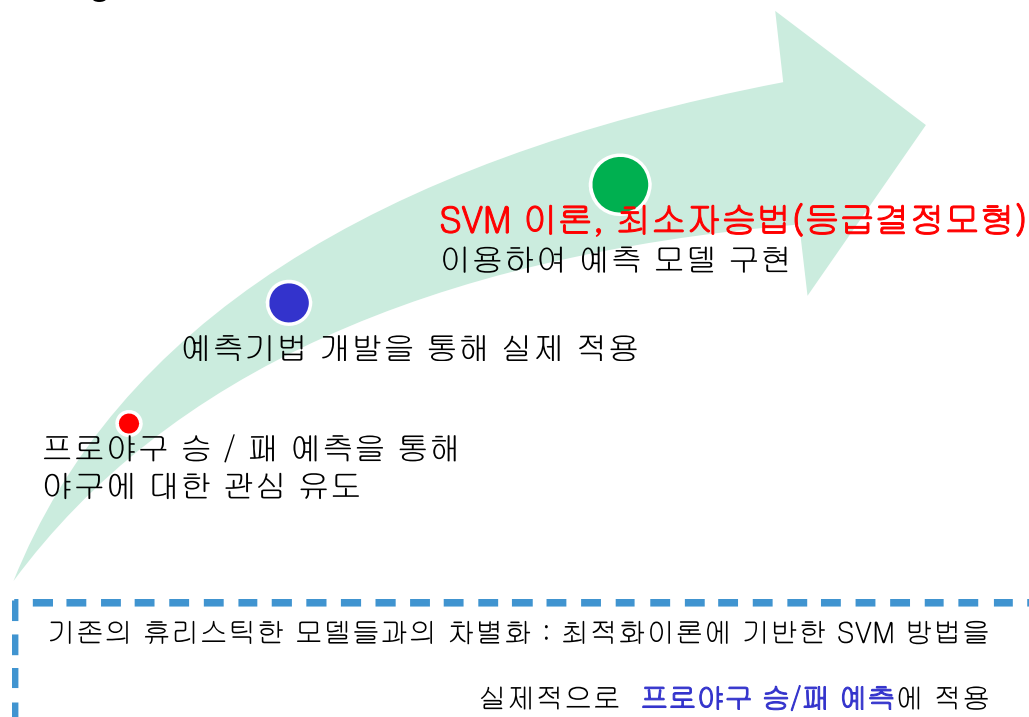 SVM 이론, 최소자승법(등급결정모형)
이용하여 예측 모델 구현
예측기법 개발을 통해 실제 적용
프로야구 승 / 패 예측을 통해
야구에 대한 관심 유도
기존의 휴리스틱한 모델들과의 차별화 : 최적화이론에 기반한 SVM 방법을
실제적으로 프로야구 승/패 예측에 적용